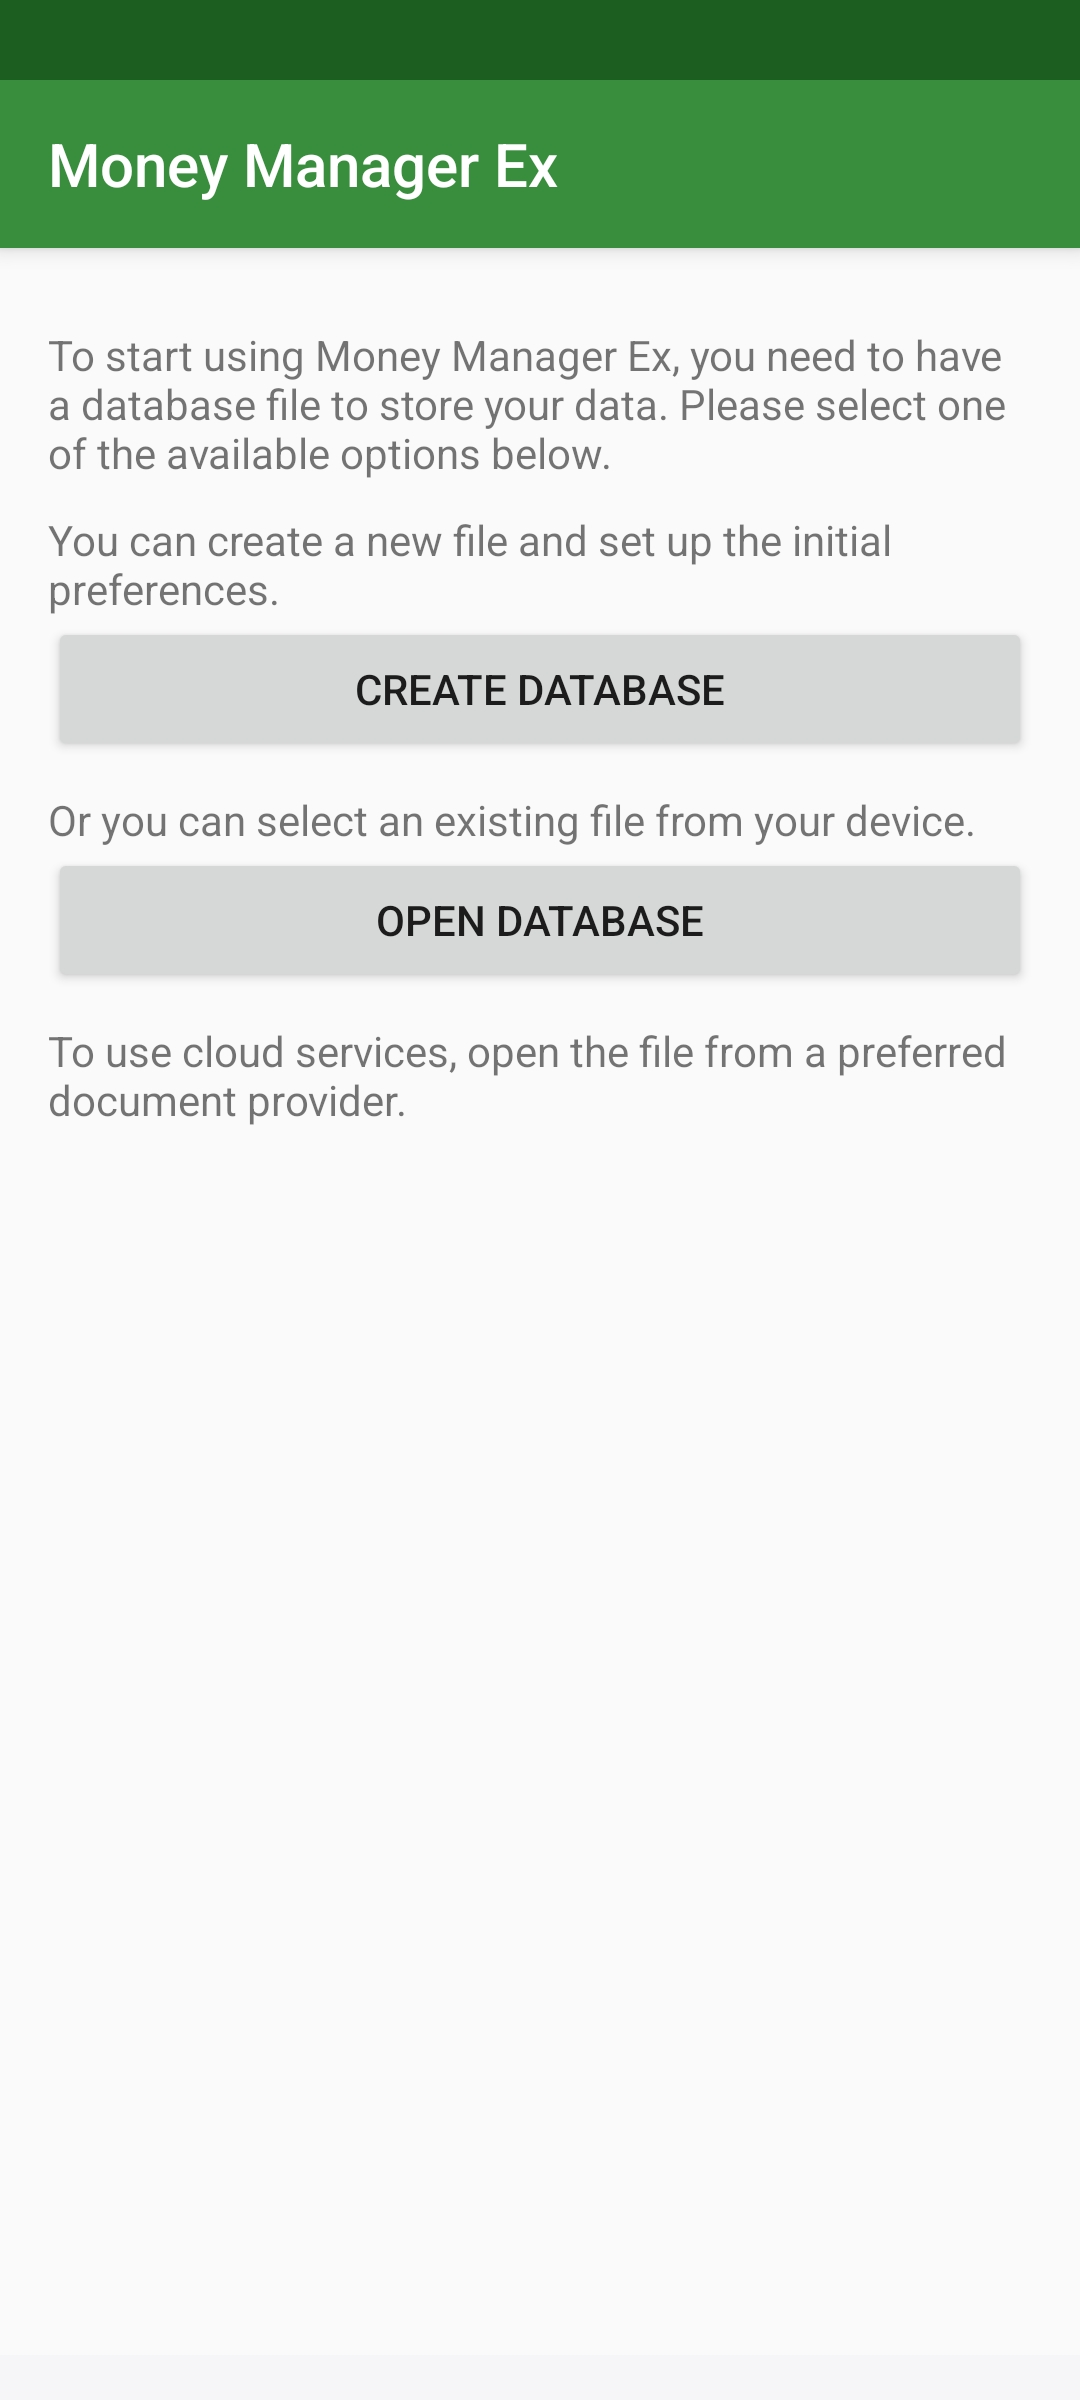 Money Manager Ex
To start using Money Manager Ex, you need to have
a database file to store your data. Please select one
of the available options below.
You can create a new file and set up the initial
preferences.
CREATE DATABASE
Or you can select an existing file from your device.
OPEN DATABASE
To use cloud services, open the file from a preferred
document provider.